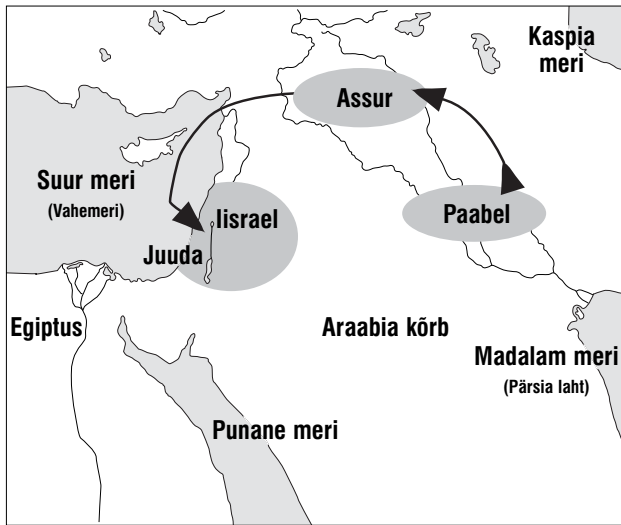 Kaspia
meri
Assur
Suur meri
(Vahemeri)
Iisrael
Paabel
Juuda
Egiptus
Araabia kõrb
Madalam meri
(Pärsia laht)
Punane meri